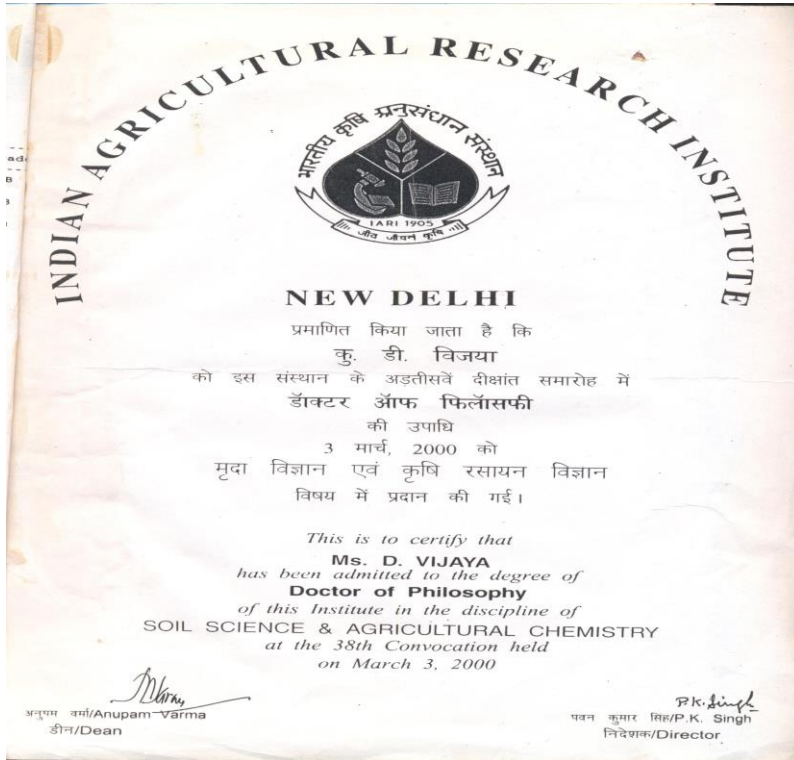 INDIAN AGRICULTURAL RESEARCH INSTITUTE
भारतीय कृषि अनुसंधान संस्थान
IARI 1905
जीव जीवन कृषि
NEW DELHI
प्रमाणित किया जाता है कि
कु. डी. विजया
को इस संस्थान के अड़तीसवें दीक्षांत समारोह में
डॅाक्टर ऑफ फिलॅासफी
की उपाधि
3 मार्च, 2000 को
मृदा विज्ञान एवं कृषि रसायन विज्ञान
विषय में प्रदान की गई।
This is to certify that
Ms. D. VIJAYA
has been admitted to the degree of
Doctor of Philosophy
of this Institute in the discipline of
SOIL SCIENCE & AGRICULTURAL CHEMISTRY
at the 38th Convocation held
on March 3, 2000
अनुपम वर्मा/Anupam Varma
डीन/Dean
P.K. Singh
पवन कुमार सिंह/P.K. Singh
निदेशक/Director